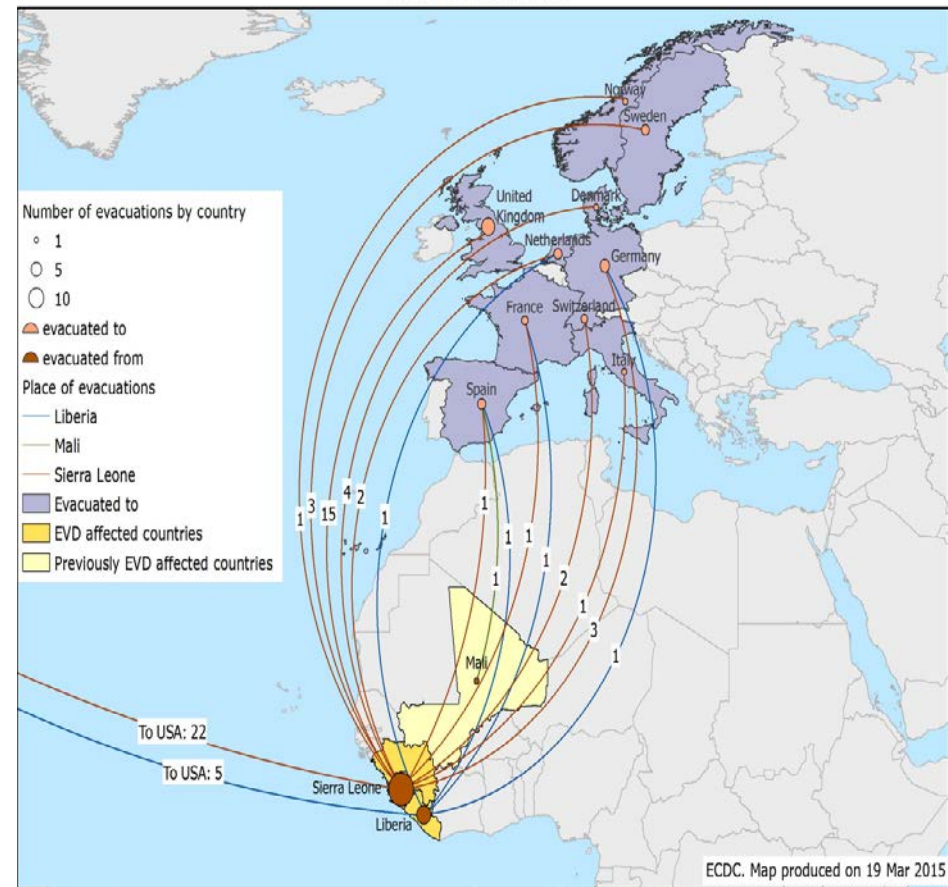 Norway
Sweden
United
Kingdom
Denmark
Netherlands
Germany
France
Switzerland
Italy
Spain
Number of evacuations by country
1
5
10
evacuated to
evacuated from
Place of evacuations
Liberia
Mali
Sierra Leone
Evacuated to
EVD affected countries
Previously EVD affected countries
1
3
15
4
2
1
1
1
1
1
1
2
1
3
1
Mali
To USA: 22
To USA: 5
Sierra Leone
Liberia
ECDC. Map produced on 19 Mar 2015